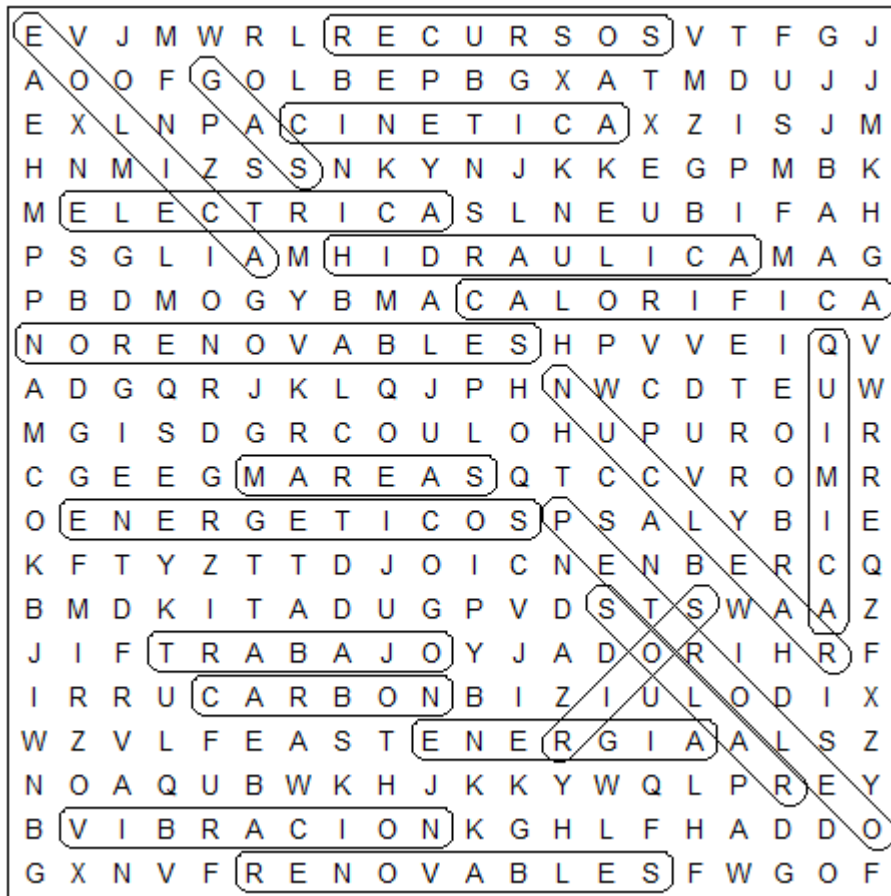 E V J M W R L R E C U R S O S V T F G J
A O O F G O L B E P B G X A T M D U J J
E X L N P A C I N E T I C A X Z I S J M
H N M I Z S S N K Y N J K K E G P M B K
M E L E C T R I C A S L N E U B I F A H
P S G L I A M H I D R A U L I C A M A G
P B D M O G Y B M A C A L O R I F I C A
N O R E N O V A B L E S H P V V E I Q V
A D G Q R J K L Q J P H N W C D T E U W
M G I S D G R C O U L O H U P U R O I R
C G E E G M A R E A S Q T C C V R O M R
O E N E R G E T I C O S P S A L Y B I E
K F T Y Z T T D J O I C N E N B E R C Q
B M D K I T A D U G P V D S T S W A A Z
J I F T R A B A J O Y J A D O R I H R F
I R R U C A R B O N B I Z I U L O D I X
W Z V L F E A S T E N E R G I A A L S Z
N O A Q U B W K H J K K Y W Q L P R E Y
B V I B R A C I O N K G H L F H A D D O
G X N V F R E N O V A B L E S F W G O F